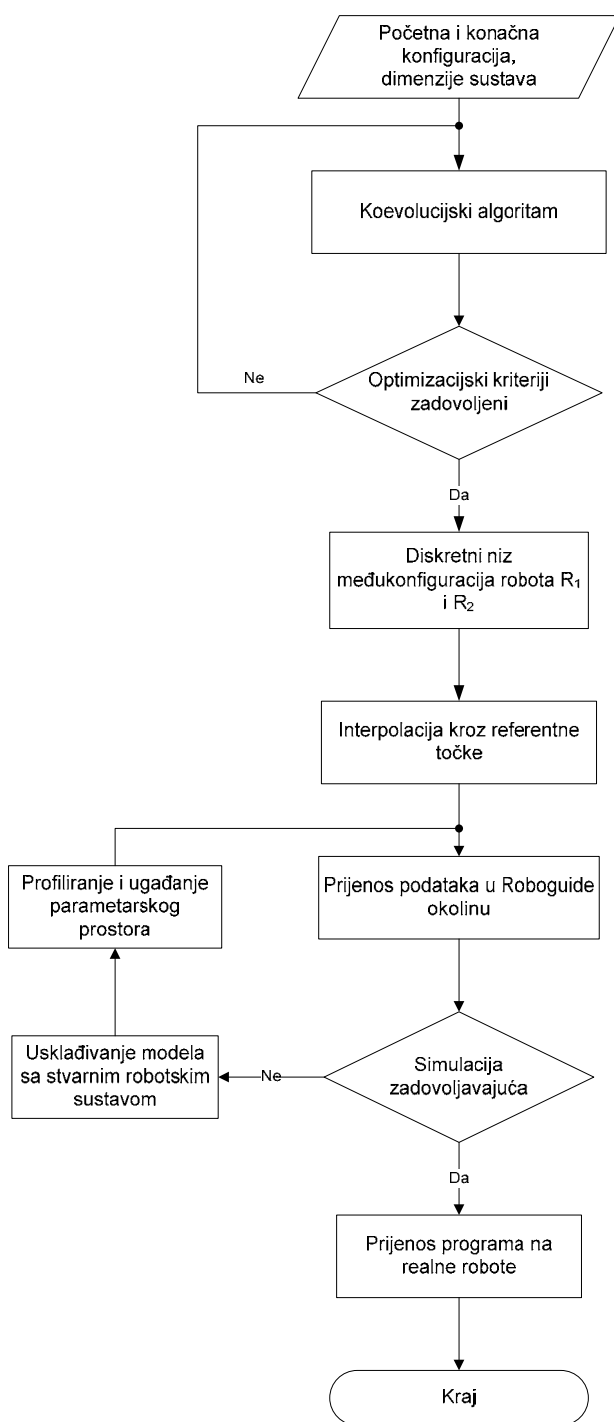 Početna i konačna
konfiguracija,
dimenzije sustava
Koevolucijski algoritam
Optimizacijski kriteriji
zadovoljeni
Ne
Da
Diskretni niz
međukonfiguracija robota R₁
i R₂
Interpolacija kroz referentne
točke
Profiliranje i ugađanje
parametarskog
prostora
Prijenos podataka u Roboguide
okolinu
Usklađivanje modela
sa stvarnim robotskim
sustavom
Ne
Simulacija
zadovoljavajuća
Da
Prijenos programa na
realne robote
Kraj